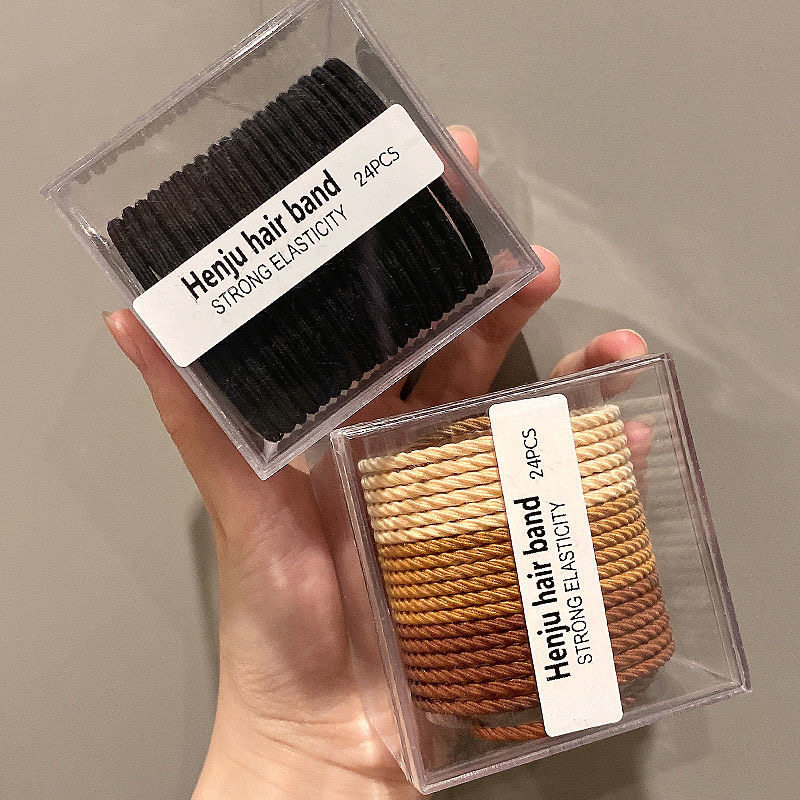 Henju hair band
STRONG ELASTICITY
24PCS
Henju hair band
STRONG ELASTICITY
24PCS